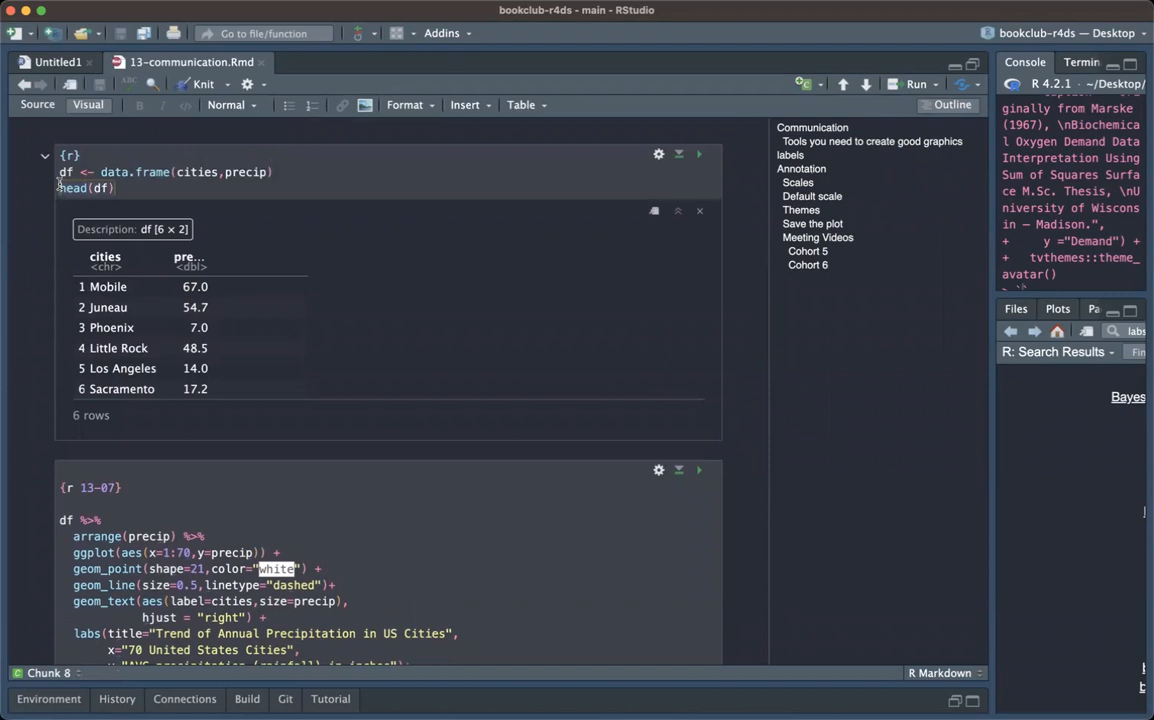 bookclub-r4ds - main - RStudio
Go to file/function
Addins
bookclub-r4ds — Desktop
Untitled1
13-communication.Rmd
Knit
Run
Source
Visual
B
I
</>
Normal
Format
Insert
Table
Outline
{r}
df <- data.frame(cities,precip)
head(df)
Description: df [6 × 2]
cities
<chr>
pre...
<dbl>
1 Mobile 67.0
2 Juneau 54.7
3 Phoenix 7.0
4 Little Rock 48.5
5 Los Angeles 14.0
6 Sacramento 17.2
6 rows
{r 13-07}
df %>%
arrange(precip) %>%
ggplot(aes(x=1:70,y=precip)) +
geom_point(shape=21,color="white") +
geom_line(size=0.5,linetype="dashed")+
geom_text(aes(label=cities,size=precip),
hjust = "right") +
labs(title="Trend of Annual Precipitation in US Cities",
x="70 United States Cities",
Communication
Tools you need to create good graphics
labels
Annotation
Scales
Default scale
Themes
Save the plot
Meeting Videos
Cohort 5
Cohort 6
Chunk 8
R Markdown
Environment
History
Connections
Build
Git
Tutorial
Console
Termin
R 4.2.1 · ~/Desktop/
ginally from Marske
(1967), \nBiochemica
l Oxygen Demand Data
Interpretation Using
Sum of Squares Surfa
ce M.Sc. Thesis, \nU
niversity of Wiscons
in – Madison.",
+ y ="Demand") +
+ tvthemes::theme_
avatar()
Files
Plots
Pa
labs
R: Search Results
Fin
Bayes